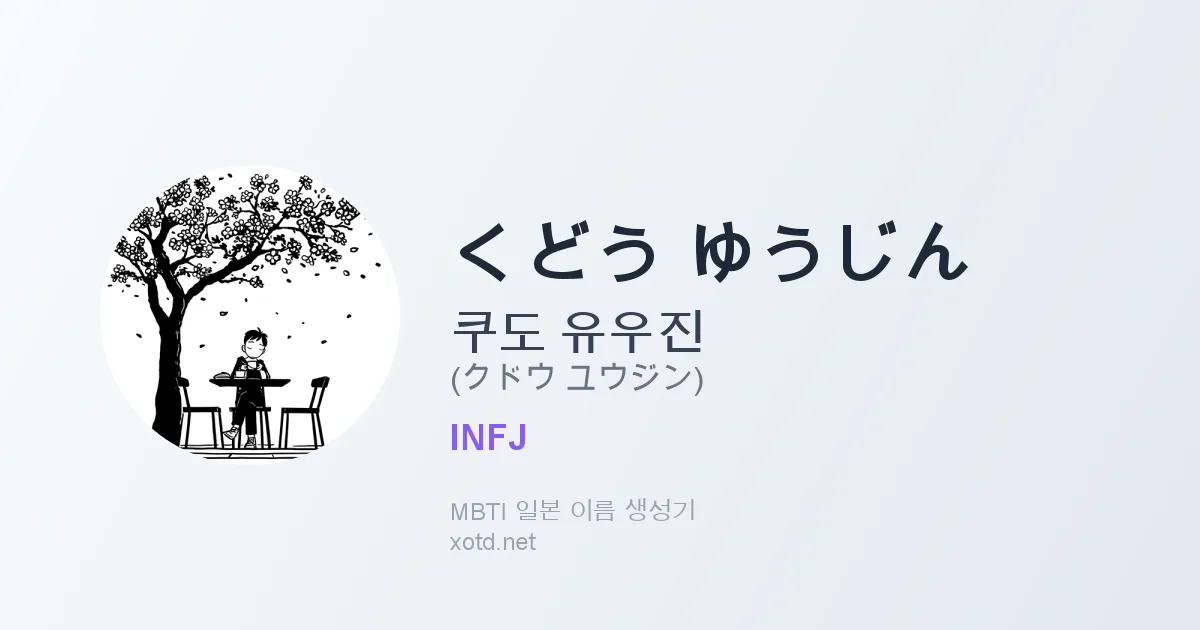 くどう ゆうじん
쿠도 유우진
(クドウ ユウジン)
INFJ
MBTI 일본 이름 생성기
xotd.net